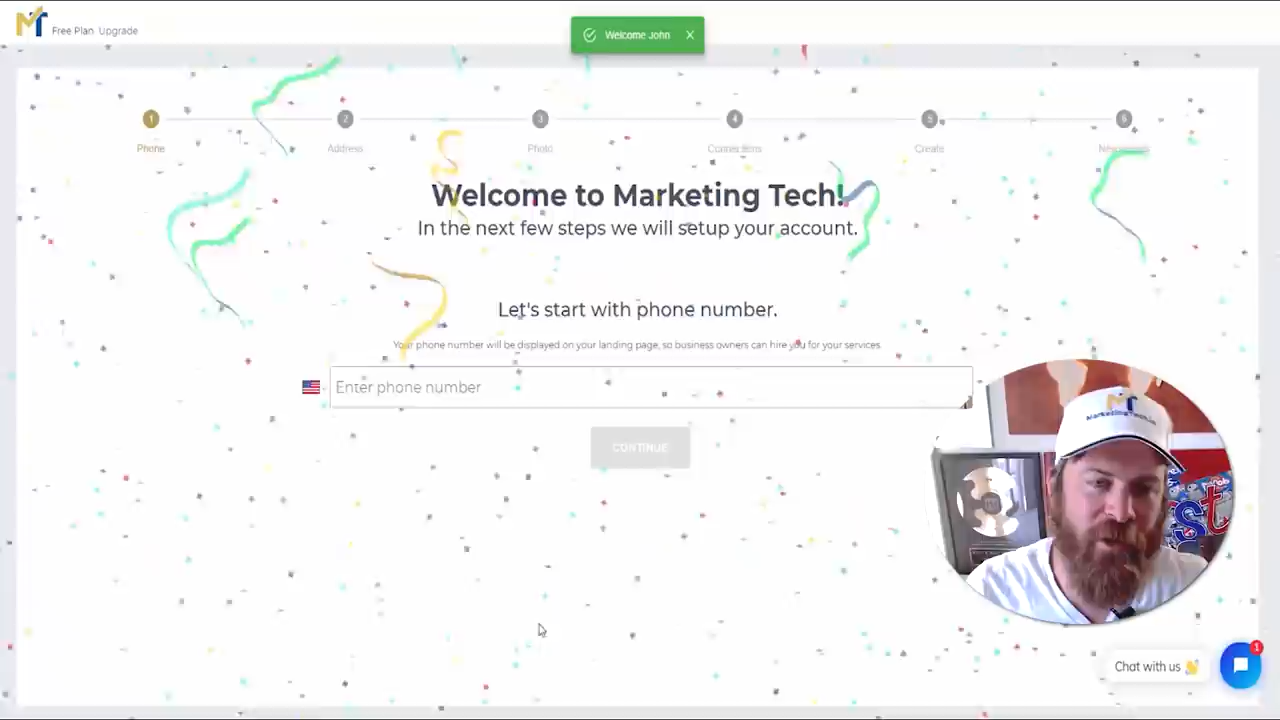 MT
Free Plan Upgrade
Welcome John
1
2
3
4
5
6
Phone
Address
Photo
Connections
Create
Welcome to Marketing Tech!
In the next few steps we will setup your account.
Let's start with phone number.
Your phone number will be displayed on your landing page, so business owners can hire you for your services.
Enter phone number
CONTINUE
MT
st
Chat with us 👋
1